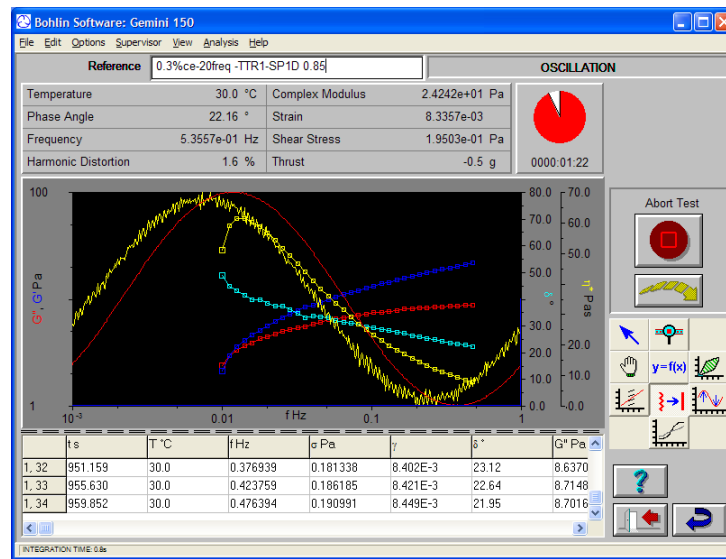 Bohlin Software: Gemini 150
File Edit Options Supervisor View Analysis Help
Reference 0.3%ce-20freq -TTR1-SP1D 0.85 OSCILLATION
Temperature 30.0 °C Complex Modulus 2.4242e+01 Pa
Phase Angle 22.16 ° Strain 8.3357e-03
Frequency 5.3557e-01 Hz Shear Stress 1.9503e-01 Pa
Harmonic Distortion 1.6 % Thrust -0.5 g
0000:01:22
Abort Test
100
1
G'', G' Pa
10-³ 0.01 0.1 1
f Hz
80.0
70.0
60.0
50.0
40.0
30.0
20.0
10.0
0.0
δ °
70.0
60.0
50.0
40.0
30.0
20.0
10.0
-0.0
η* Pas
y=f(x)
t s T °C f Hz σ Pa γ δ ° G'' Pa
1, 32 951.159 30.0 0.376939 0.181338 8.402E-3 23.12 8.6370
1, 33 955.630 30.0 0.423759 0.186185 8.421E-3 22.64 8.7148
1, 34 959.852 30.0 0.476394 0.190991 8.449E-3 21.95 8.7016
?
INTEGRATION TIME: 0.8s